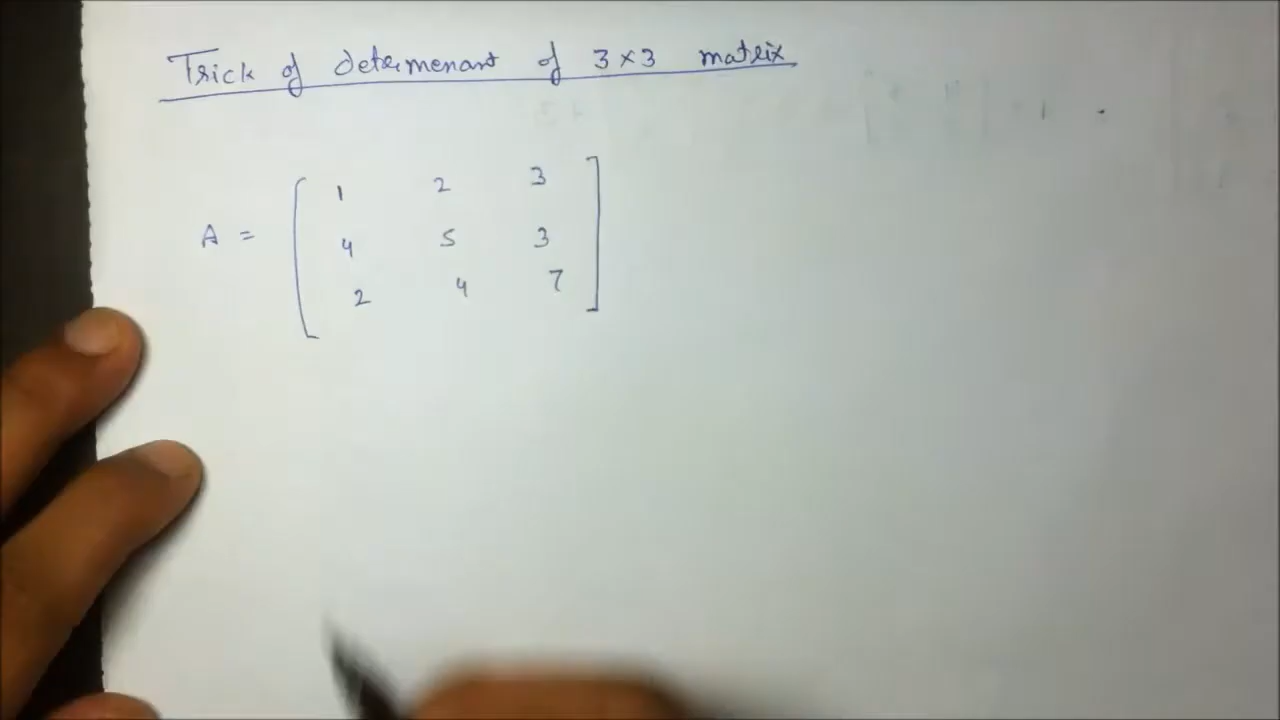 Trick of determenant of 3×3 matrix
1 2 3
A = 4 5 3
2 4 7